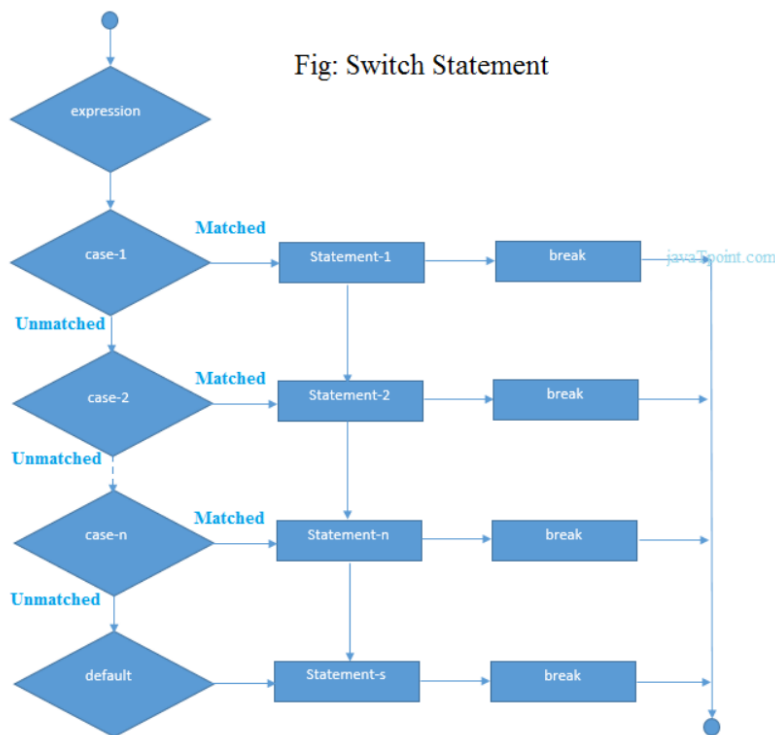 Fig: Switch Statement
expression
Matched
case-1
Statement-1
break
javaTpoint.com
Unmatched
Matched
case-2
Statement-2
break
Unmatched
Matched
case-n
Statement-n
break
Unmatched
default
Statement-s
break